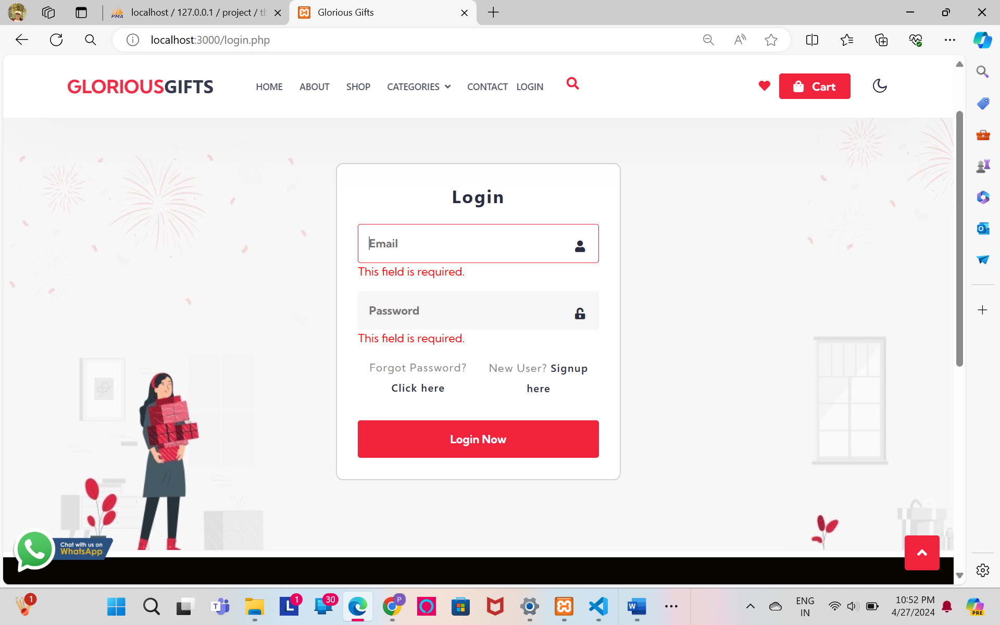 localhost / 127.0.0.1 / project / tb
Glorious Gifts
localhost:3000/login.php
GLORIOUSGIFTS
HOME
ABOUT
SHOP
CATEGORIES
CONTACT
LOGIN
Cart
Login
Email
This field is required.
Password
This field is required.
Forgot Password?
Click here
New User? Signup
here
Login Now
Chat with us on
WhatsApp
1
1
30
P
ENG
IN
10:52 PM
4/27/2024
PRE